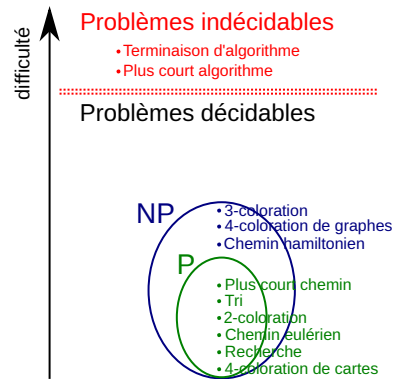 difficulté
Problèmes indécidables
•Terminaison d'algorithme
•Plus court algorithme
Problèmes décidables
NP
•3-coloration
•4-coloration de graphes
•Chemin hamiltonien
P
•Plus court chemin
•Tri
•2-coloration
•Chemin eulérien
•Recherche
•4-coloration de cartes